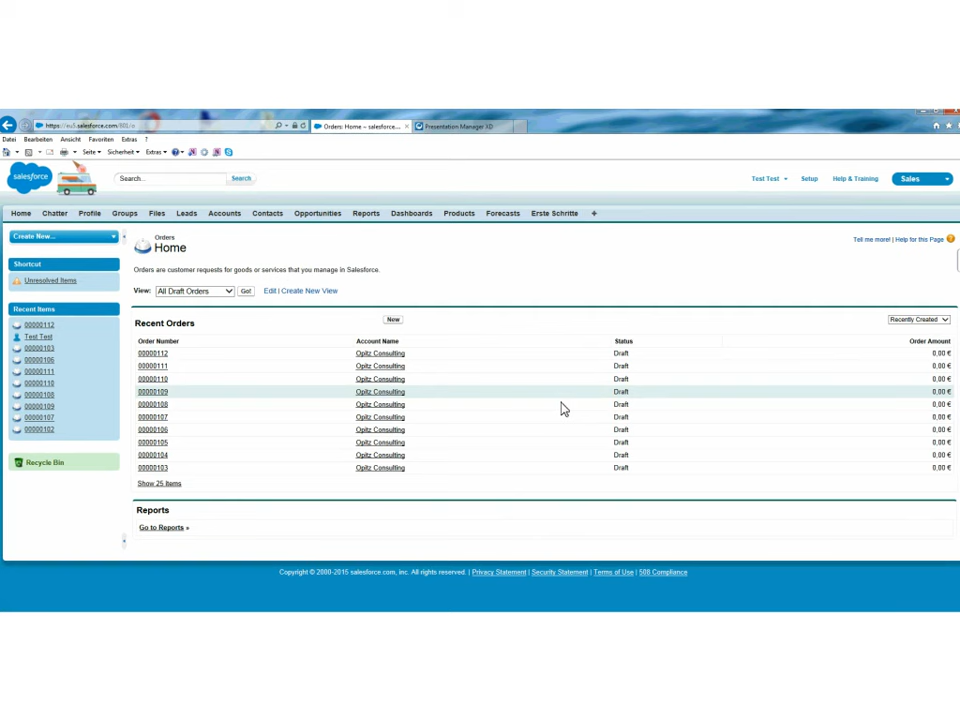 https://eu5.salesforce.com/801/o
Orders: Home – salesforce...
Presentation Manager XD
Datei Bearbeiten Ansicht Favoriten Extras ?
Seite Sicherheit Extras
salesforce
Search...
Search
Test Test
Setup
Help & Training
Sales
Home Chatter Profile Groups Files Leads Accounts Contacts Opportunities Reports Dashboards Products Forecasts Erste Schritte +
Create New...
Shortcut
Unresolved Items
Recent Items
00000112
Test Test
00000103
00000106
00000111
00000110
00000108
00000109
00000107
00000102
Recycle Bin
Orders
Home
Tell me more! | Help for this Page
Orders are customer requests for goods or services that you manage in Salesforce.
View: All Draft Orders Go! Edit | Create New View
Recent Orders New Recently Created
Order Number Account Name Status Order Amount
00000112 Opitz Consulting Draft 0,00 €
00000111 Opitz Consulting Draft 0,00 €
00000110 Opitz Consulting Draft 0,00 €
00000109 Opitz Consulting Draft 0,00 €
00000108 Opitz Consulting Draft 0,00 €
00000107 Opitz Consulting Draft 0,00 €
00000106 Opitz Consulting Draft 0,00 €
00000105 Opitz Consulting Draft 0,00 €
00000104 Opitz Consulting Draft 0,00 €
00000103 Opitz Consulting Draft 0,00 €
Show 25 items
Reports
Go to Reports »
Copyright © 2000-2015 salesforce.com, inc. All rights reserved. | Privacy Statement | Security Statement | Terms of Use | 508 Compliance